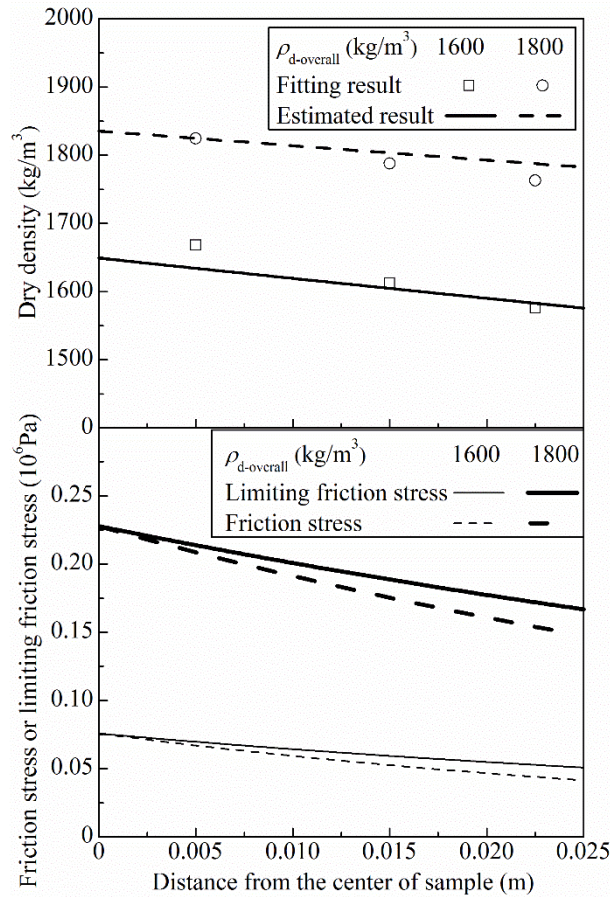 2000
1900
1800
1700
1600
1500
0
Dry density (kg/m³)
ρd-overall (kg/m³) 1600 1800
Fitting result
Estimated result
0.25
0.20
0.15
0.10
0.05
0
Friction stress or limiting friction stress (10⁶Pa)
ρd-overall (kg/m³) 1600 1800
Limiting friction stress
Friction stress
0 0.005 0.010 0.015 0.020 0.025
Distance from the center of sample (m)